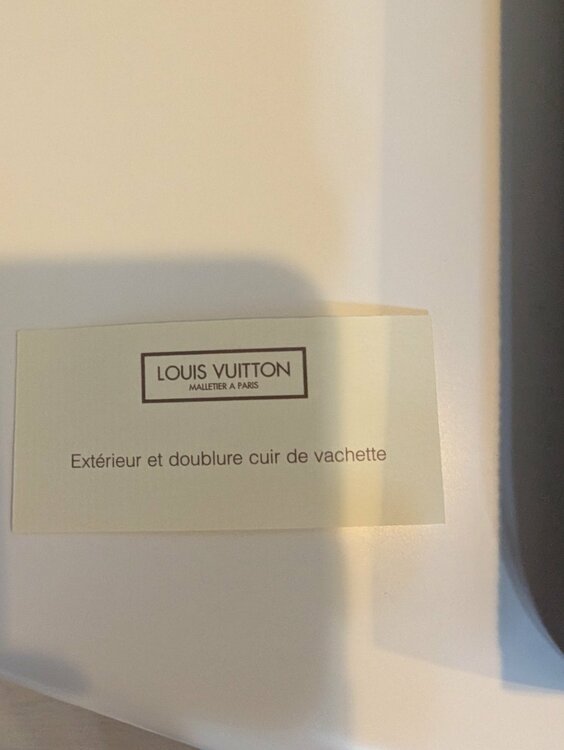 LOUIS VUITTON
MALLETIER A PARIS
Extérieur et doublure cuir de vachette